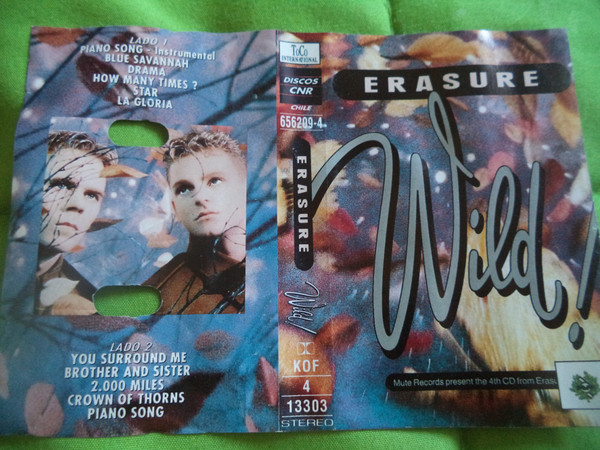 LADO 1
PIANO SONG - Instrumental
BLUE SAVANNAH
DRAMA
HOW MANY TIMES ?
STAR
LA GLORIA
LADO 2
YOU SURROUND ME
BROTHER AND SISTER
2.000 MILES
CROWN OF THORNS
PIANO SONG
ToCo
INTERNATIONAL
DISCOS
CNR
CHILE
656209-4
ERASURE
Wild!
KOF
4
13303
STEREO
ERASURE
Wild!
Mute Records present the 4th CD from Erasu